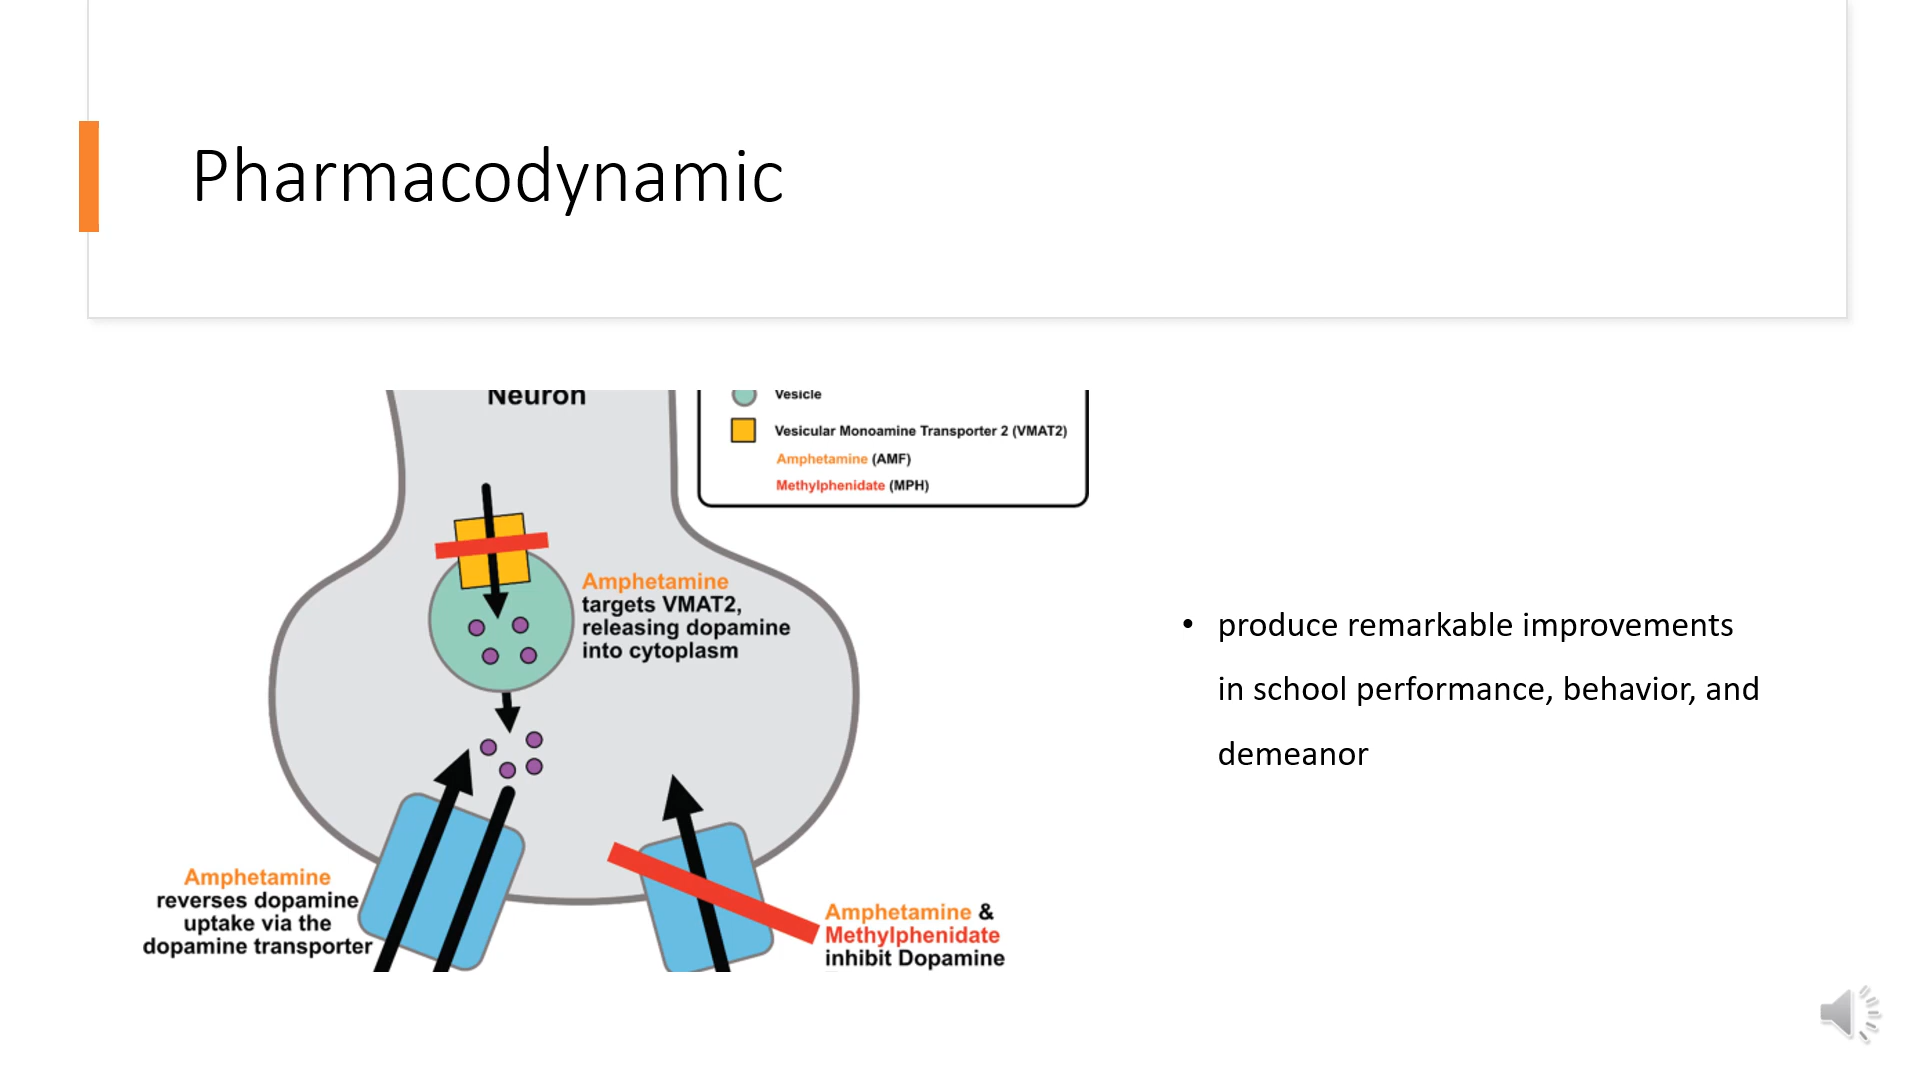 Pharmacodynamic
Neuron
Vesicle
Vesicular Monoamine Transporter 2 (VMAT2)
Amphetamine (AMF)
Methylphenidate (MPH)
Amphetamine
targets VMAT2,
releasing dopamine
into cytoplasm
Amphetamine
reverses dopamine
uptake via the
dopamine transporter
Amphetamine &
Methylphenidate
inhibit Dopamine
• produce remarkable improvements
in school performance, behavior, and
demeanor